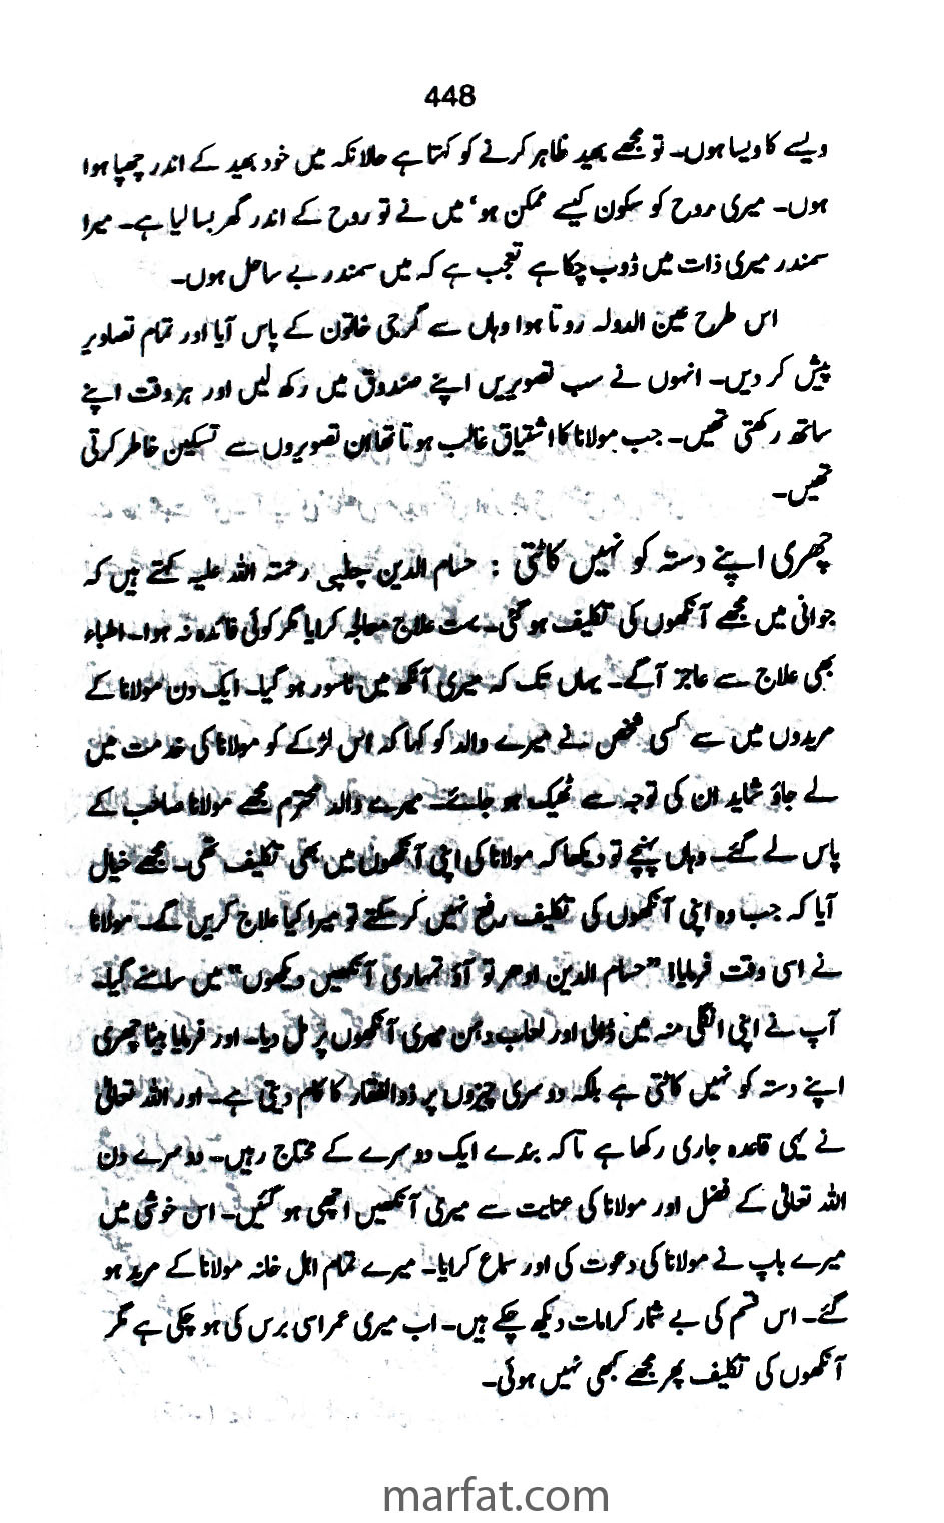 448
ویسے کا ویسا ہوں۔ تو مجھے بھید ظاہر کرنے کو کہتا ہے حالانکہ میں خود بھید کے اندر چھپا ہوا
ہوں۔ میری روح کو سکون کیسے ممکن ہو، میں نے تو روح کے اندر گھر بسا لیا ہے۔ میرا
سمندر میری ذات میں ڈوب چکا ہے تعجب ہے کہ میں سمندر بے ساحل ہوں۔
اس طرح عین الدولہ روتا ہوا وہاں سے گرجی خاتون کے پاس آیا اور تمام تصاویر
پیش کر دیں۔ انہوں نے سب تصویریں اپنے صندوق میں رکھ لیں اور ہر وقت اپنے
ساتھ رکھتی تھیں۔ جب مولانا کا اشتیاق غالب ہوتا تھا ان تصویروں سے تسکین خاطر کرتی
تھیں۔
چھری اپنے دستہ کو نہیں کاٹتی : حسام الدین چلپی رحمتہ اللہ علیہ کہتے ہیں کہ
جوانی میں مجھے آنکھوں کی تکلیف ہو گئی۔ بہت علاج معالجہ کرایا مگر کوئی فائدہ نہ ہوا۔ اطباء
بھی علاج سے عاجز آگے۔ یہاں تک کہ میری آنکھ میں ناسور ہو گیا۔ ایک دن مولانا کے
مریدوں میں سے کسی شخص نے میرے والد کو کہا کہ اس لڑکے کو مولانا کی خدمت میں
لے جاؤ شاید ان کی توجہ سے ٹھیک ہو جائے۔ میرے والد محترم مجھے مولانا صاحب کے
پاس لے گئے۔ وہاں پہنچے تو دیکھا کہ مولانا کی اپنی آنکھوں میں بھی تکلیف تھی۔ مجھے خیال
آیا کہ جب وہ اپنی آنکھوں کی تکلیف رفع نہیں کر سکتے تو میرا کیا علاج کریں گے۔ مولانا
نے اسی وقت فرمایا! "حسام الدین ادھر تو آؤ تمہاری آنکھیں دیکھوں" میں سامنے گیا۔
آپ نے اپنی انگلی منہ میں ڈالی اور لعاب دہن میری آنکھوں پر مل دیا۔ اور فرمایا بیٹا چھری
اپنے دستہ کو نہیں کاٹتی ہے بلکہ دوسری چیزوں پر ذوالفقار کا کام دیتی ہے۔ اور اللہ تعالیٰ
نے یہی قاعدہ جاری رکھا ہے تاکہ بندے ایک دوسرے کے محتاج رہیں۔ دوسرے دن
اللہ تعالیٰ کے فضل اور مولانا کی عنایت سے میری آنکھیں اچھی ہو گئیں۔ اس خوشی میں
میرے باپ نے مولانا کی دعوت کی اور سماع کرایا۔ میرے تمام اہل خانہ مولانا کے مرید ہو
گئے۔ اس قسم کی بے شمار کرامات دیکھ چکے ہیں۔ اب میری عمر اسی برس کی ہو چکی ہے مگر
آنکھوں کی تکلیف پھر مجھے کبھی نہیں ہوئی۔
marfat.com